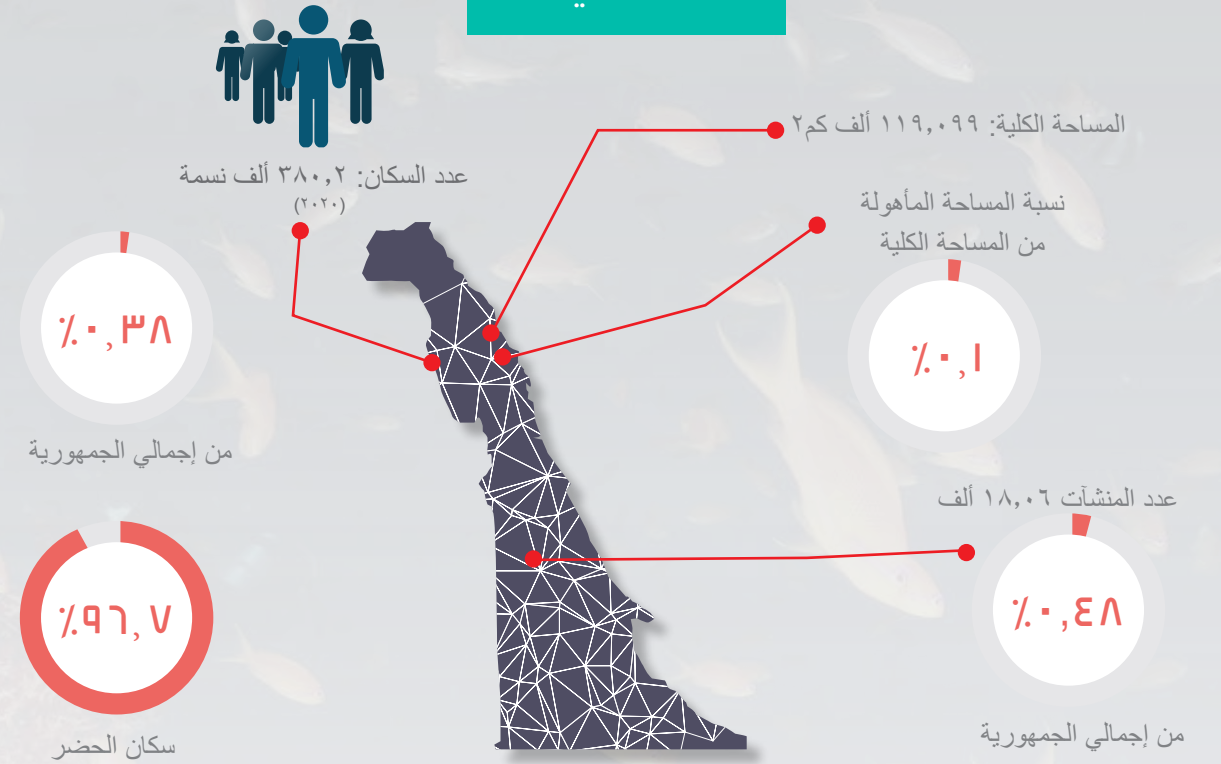 المساحة الكلية: ١١٩,٠٩٩ ألف كم٢
عدد السكان: ٣٨٠,٢ ألف نسمة
(٢٠٢٠)
نسبة المساحة المأهولة
من المساحة الكلية
٪٠,٣٨
٪٠,١
من إجمالي الجمهورية
عدد المنشآت ١٨,٠٦ ألف
٪٩٦,٧
٪٠,٤٨
سكان الحضر
من إجمالي الجمهورية